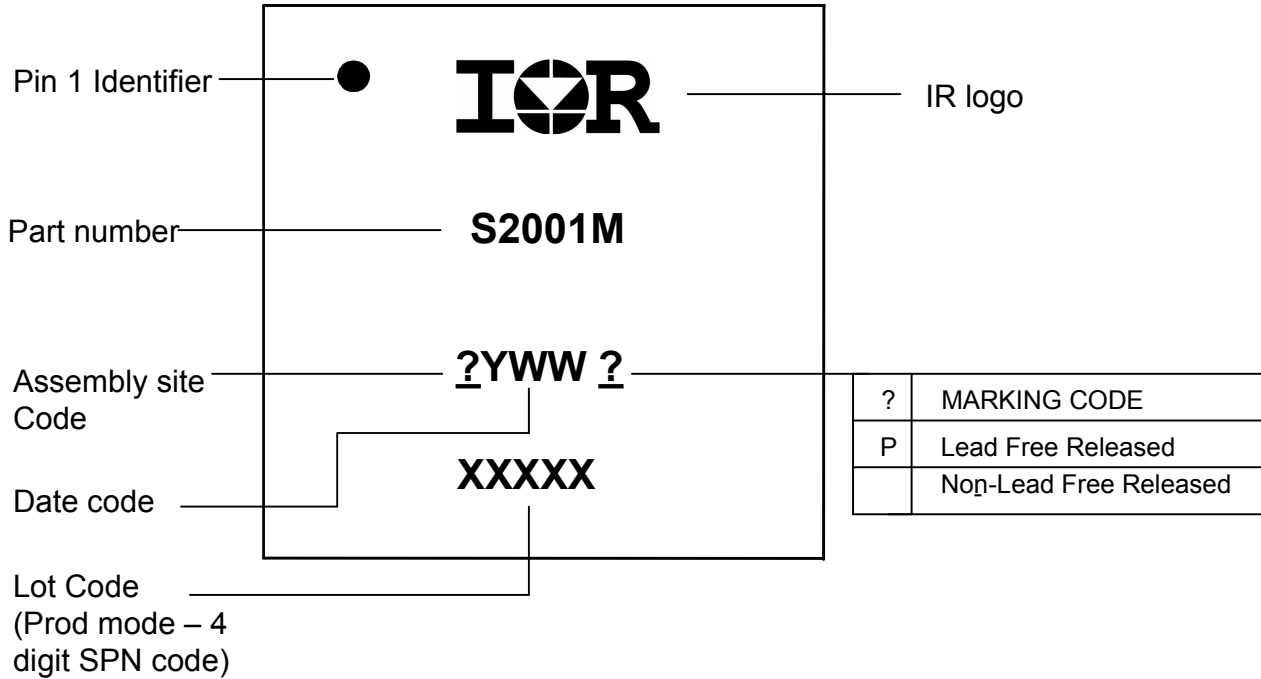 Pin 1 Identifier
IOR
IR logo
Part number
S2001M
Assembly site
Code
?YWW ?
? MARKING CODE
P Lead Free Released
Non-Lead Free Released
Date code
XXXXX
Lot Code
(Prod mode – 4
digit SPN code)